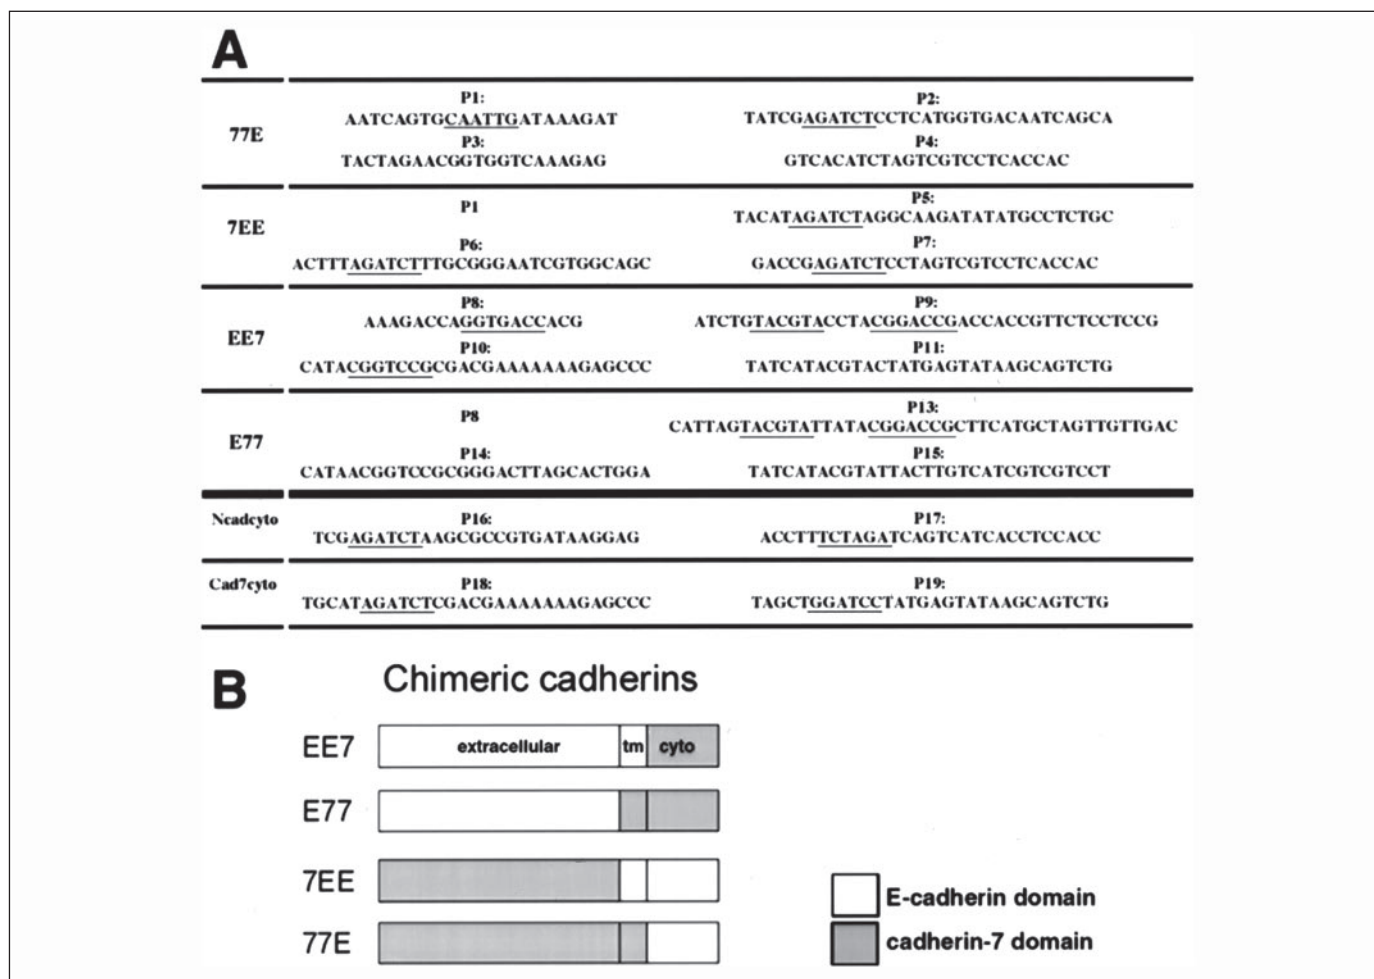 A
77E
P1:
AATCAGTGCAATTGATAAAGAT
P2:
TATCGAGATCTCCTCATGGTGACAATCAGCA
P3:
TACTAGAACGGTGGTCAAAGAG
P4:
GTCACATCTAGTCGTCCTCACCAC
7EE
P1
P5:
TACATAGATCTAGGCAAGATATATGCCTCTGC
P6:
ACTTTAGATCTTTGCGGGAATCGTGGCAGC
P7:
GACCGAGATCTCCTAGTCGTCCTCACCAC
EE7
P8:
AAAGACCAGGTGACCACG
P9:
ATCTGTACGTACCTACGGACCGACCACCGTTCTCCTCCG
P10:
CATACGGTCCGCGACGAAAAAAAGAGCCC
P11:
TATCATACGTACTATGAGTATAAGCAGTCTG
E77
P8
P13:
CATTAGTACGTATTATACGGACCGCTTCATGCTAGTTGTTGAC
P14:
CATAACGGTCCGCGGGACTTAGCACTGGA
P15:
TATCATACGTATTACTTGTCATCGTCGTCCT
Ncadcyto
P16:
TCGAGATCTAAGCGCCGTGATAAGGAG
P17:
ACCTTTCTAGATCAGTCATCACCTCCACC
Cad7cyto
P18:
TGCATAGATCTCGACGAAAAAAAGAGCCC
P19:
TAGCTGGATCCTATGAGTATAAGCAGTCTG
B
Chimeric cadherins
EE7 extracellular tm cyto
E77
7EE
77E
E-cadherin domain
cadherin-7 domain